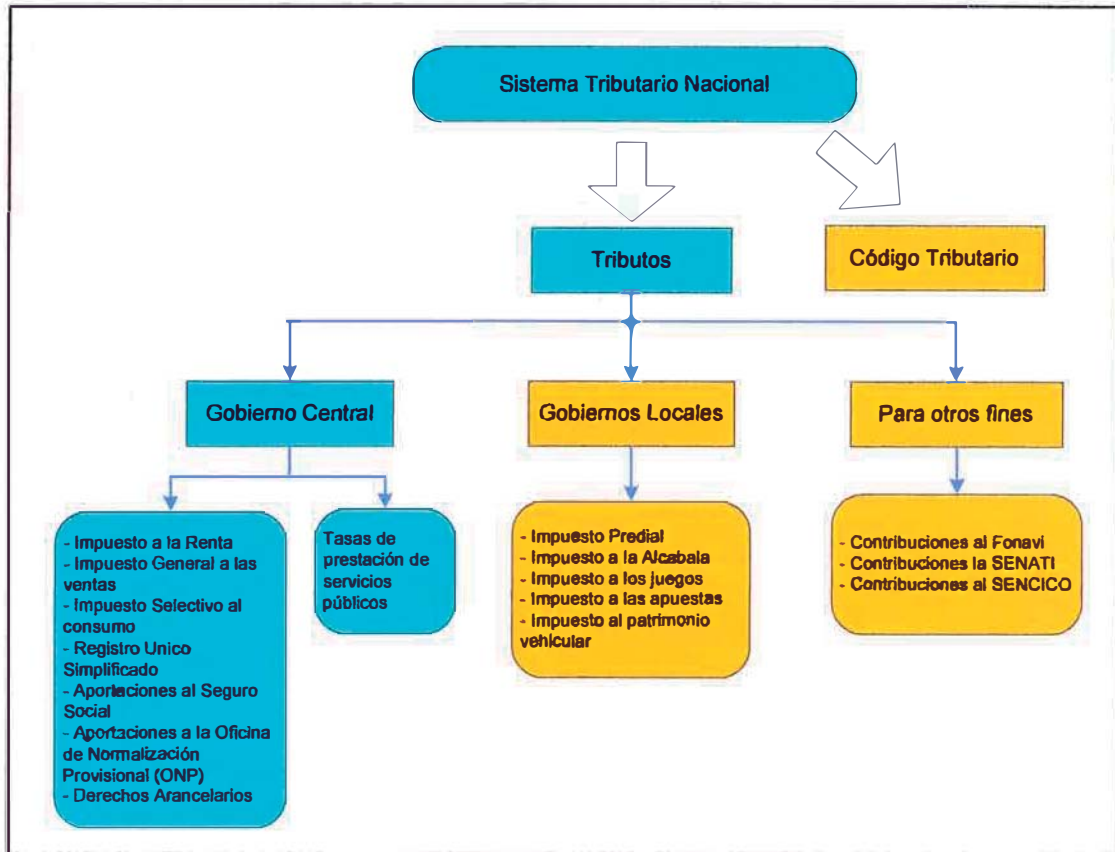 Sistema Tributario Nacional
Tributos
Código Tributario
Gobierno Central
Gobiernos Locales
Para otros fines
- Impuesto a la Renta
- Impuesto General a las
ventas
- Impuesto Selectivo al
consumo
- Registro Unico
Simplificado
- Aportaciones al Seguro
Social
- Aportaciones a la Oficina
de Normalización
Provisional (ONP)
- Derechos Arancelarios
Tasas de
prestación de
servicios
públicos
- Impuesto Predial
- Impuesto a la Alcabala
- Impuesto a los juegos
- Impuesto a las apuestas
- Impuesto al patrimonio
vehicular
- Contribuciones al Fonavi
- Contribuciones la SENATI
- Contribuciones al SENCICO